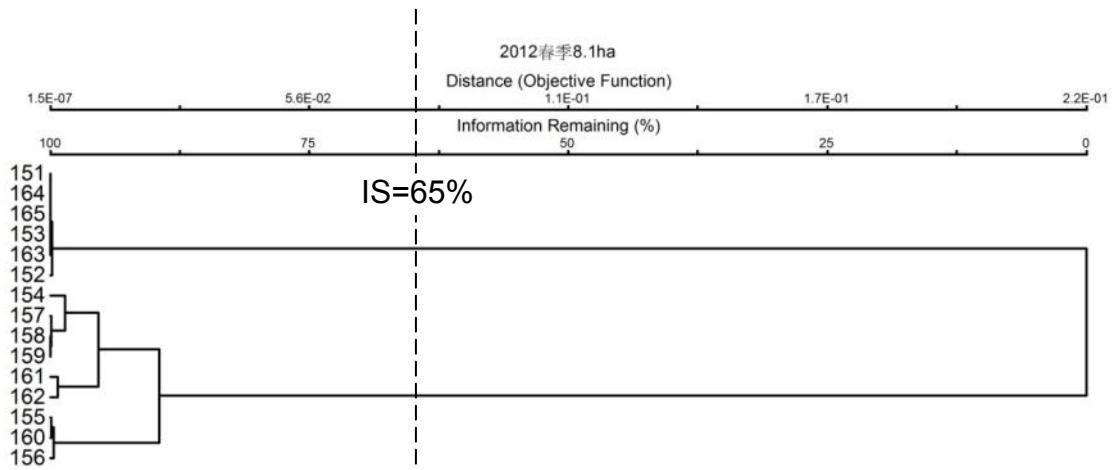 2012春季8.1ha
Distance (Objective Function)
1.5E-07 5.6E-02 1.1E-01 1.7E-01 2.2E-01
Information Remaining (%)
100 75 50 25 0
151
164
IS=65%
165
153
163
152
154
157
158
159
161
162
155
160
156